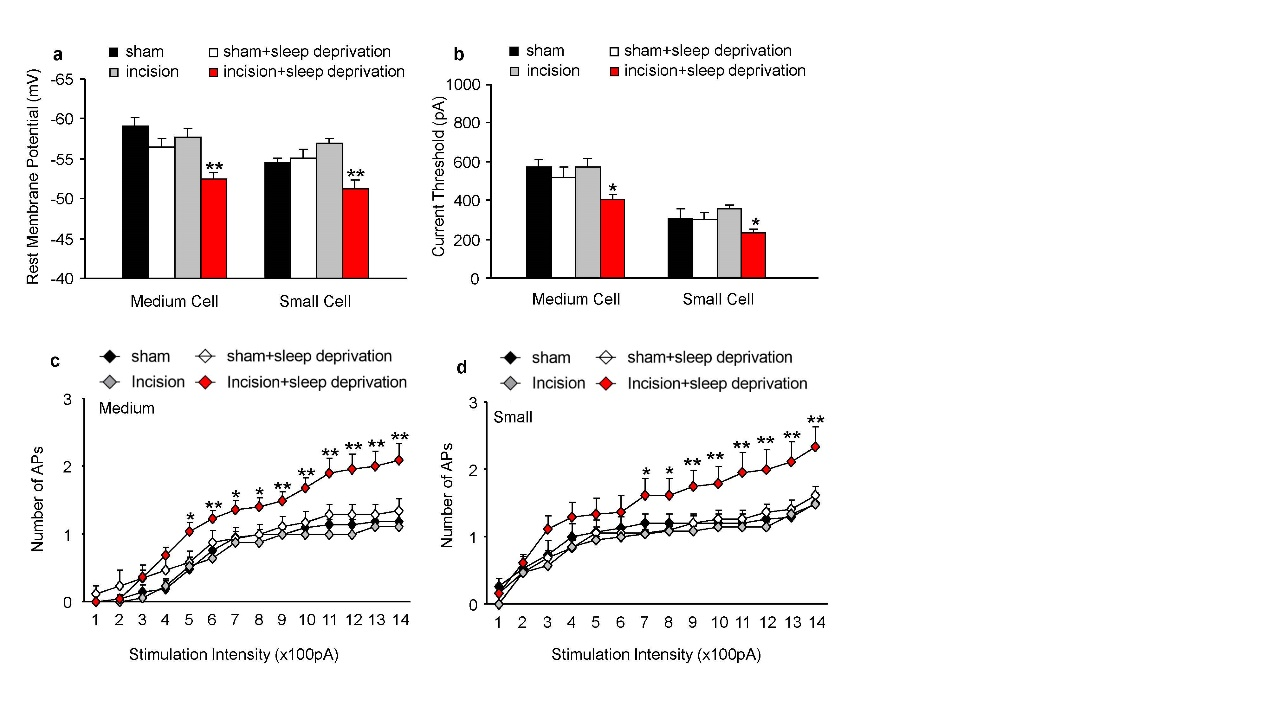 a
sham
sham+sleep deprivation
incision
incision+sleep deprivation
Rest Membrane Potential (mV)
-65
-60
-55
-50
-45
-40
**
**
Medium Cell
Small Cell
b
sham
sham+sleep deprivation
incision
incision+sleep deprivation
Current Threshold (pA)
1000
800
600
400
200
0
*
*
Medium Cell
Small Cell
c
sham
sham+sleep deprivation
Incision
Incision+sleep deprivation
Medium
Number of APs
3
2
1
0
* ** * * ** ** ** ** ** **
1 2 3 4 5 6 7 8 9 10 11 12 13 14
Stimulation Intensity (x100pA)
d
sham
sham+sleep deprivation
Incision
Incision+sleep deprivation
Small
Number of APs
3
2
1
0
* * ** ** ** ** ** **
1 2 3 4 5 6 7 8 9 10 11 12 13 14
Stimulation Intensity (x100pA)